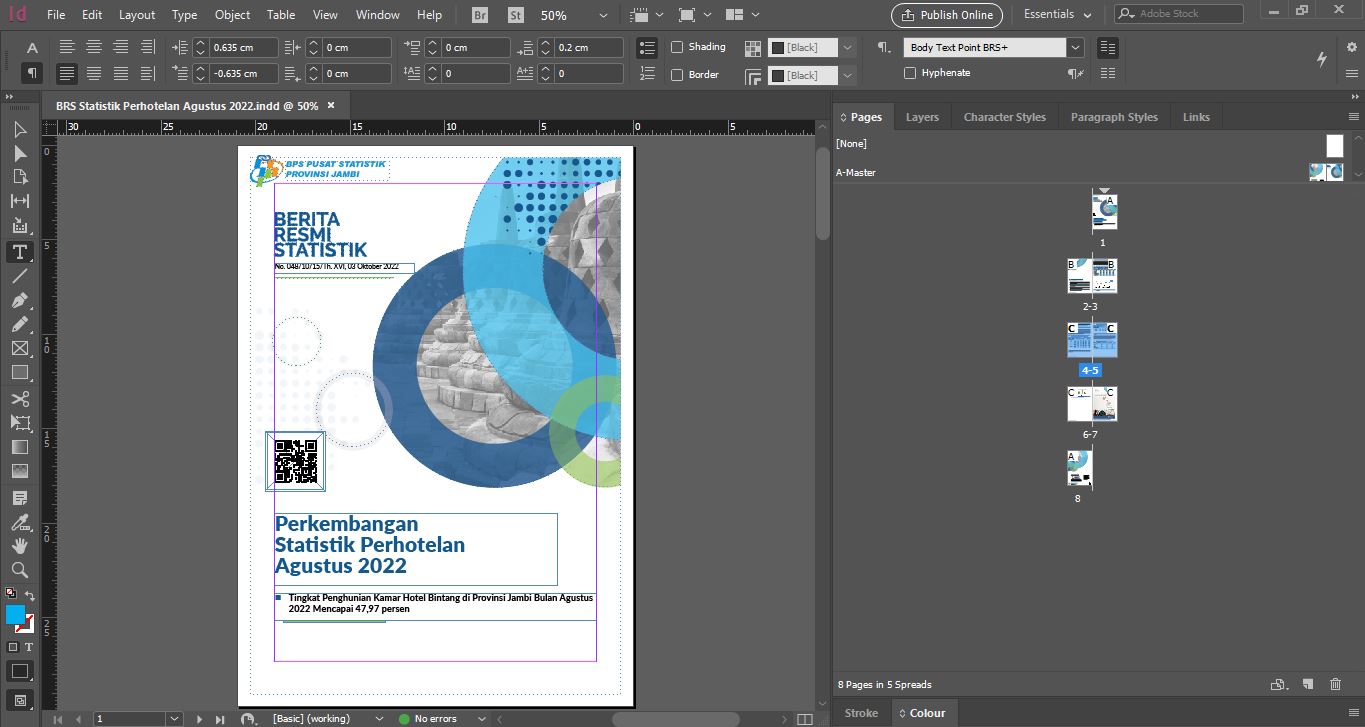 Id File Edit Layout Type Object Table View Window Help Br St 50% Publish Online Essentials Adobe Stock
A 0.635 cm 0 cm 0 cm 0.2 cm Shading [Black] Body Text Point BRS+
-0.635 cm 0 cm 0 0 Border [Black] Hyphenate
BRS Statistik Perhotelan Agustus 2022.indd @ 50%
30 25 20 15 10 5 0 5
0
5
10
15
20
25
BPS PUSAT STATISTIK
PROVINSI JAMBI
BERITA
RESMI
STATISTIK
No. 048/10/15/Th. XVI, 03 Oktober 2022
Perkembangan
Statistik Perhotelan
Agustus 2022
Tingkat Penghunian Kamar Hotel Bintang di Provinsi Jambi Bulan Agustus
2022 Mencapai 47,97 persen
1 [Basic] (working) No errors
Pages Layers Character Styles Paragraph Styles Links
[None]
A-Master
A
1
B B
2-3
C C
4-5
C C
6-7
A
8
8 Pages in 5 Spreads
Stroke Colour